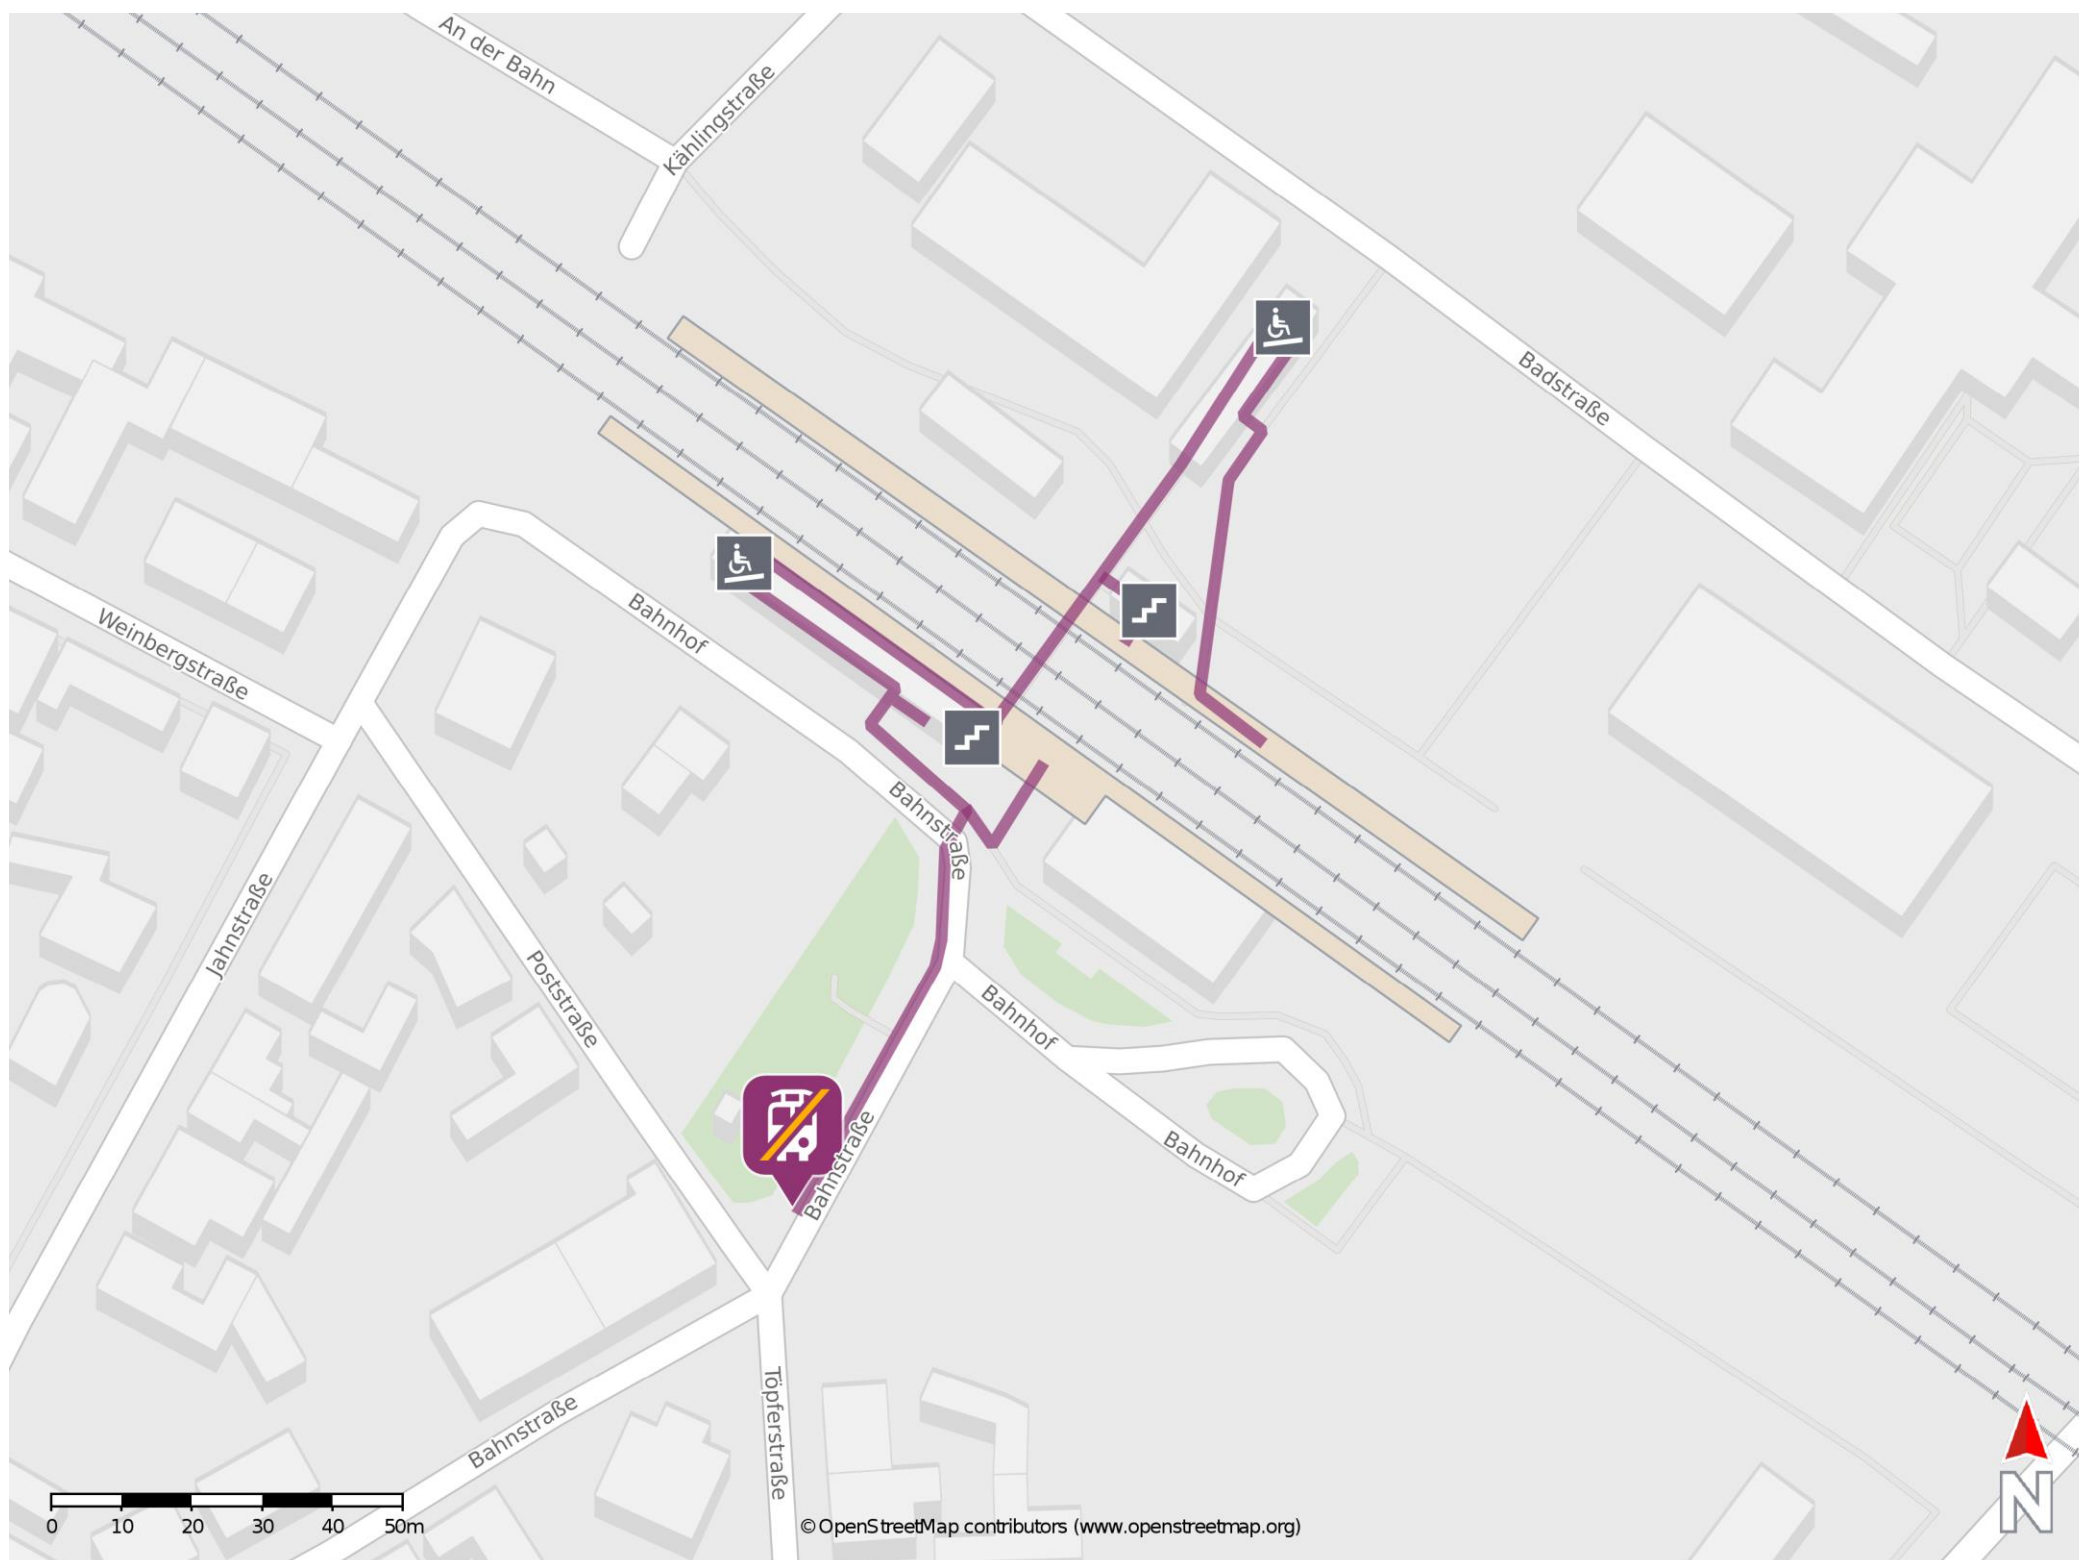 An der Bahn
Kählingstraße
Badstraße
Bahnhof
Weinbergstraße
Bahnstraße
Jahnstraße
Poststraße
Bahnhof
Bahnstraße
Bahnhof
Töpferstraße
Bahnstraße
0 10 20 30 40 50m
© OpenStreetMap contributors (www.openstreetmap.org)
N